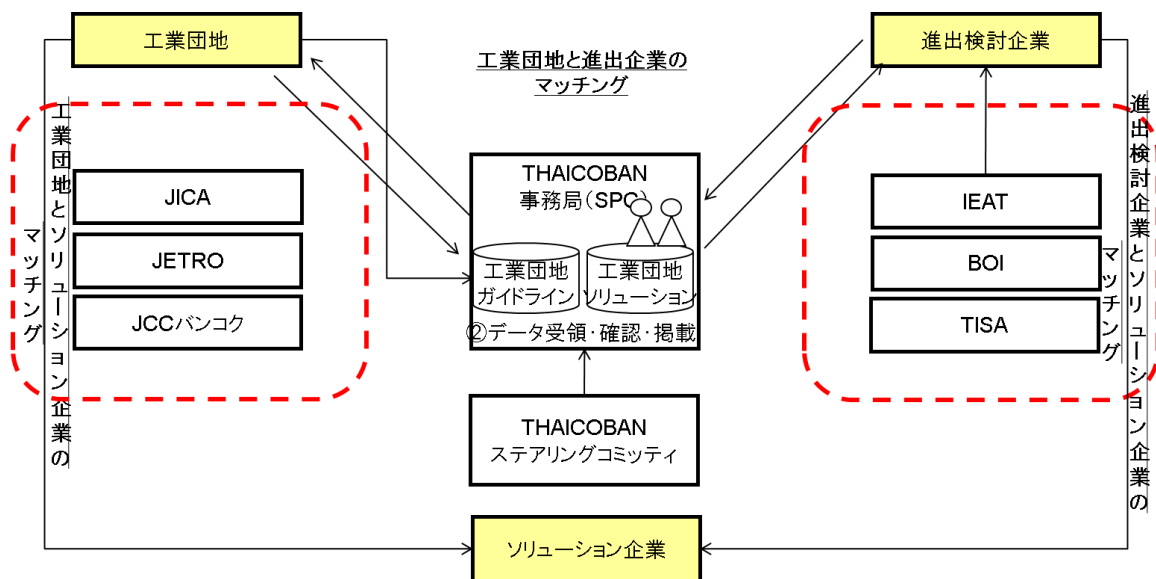 工業団地
進出検討企業
工業団地と進出企業の
マッチング
工業団地とソリューション企業の
マッチング
JICA
JETRO
JCCバンコク
THAICOBAN
事務局(SPC)
工業団地
ガイドライン
工業団地
ソリューション
②データ受領・確認・掲載
THAICOBAN
ステアリングコミッティ
IEAT
BOI
TISA
進出検討企業とソリューション企業の
マッチング
ソリューション企業